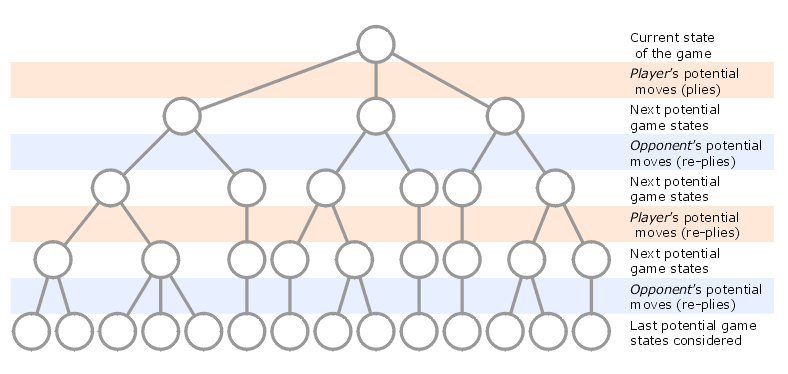 Current state
of the game
Player's potential
moves (plies)
Next potential
game states
Opponent's potential
moves (re-plies)
Next potential
game states
Player's potential
moves (re-plies)
Next potential
game states
Opponent's potential
moves (re-plies)
Last potential game
states considered